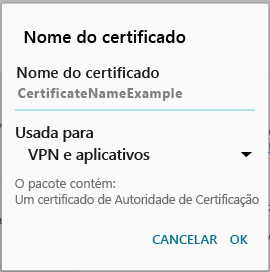 Nome do certificado
Nome do certificado
CertificateNameExample
Usada para
VPN e aplicativos
O pacote contém:
Um certificado de Autoridade de Certificação
CANCELAR OK